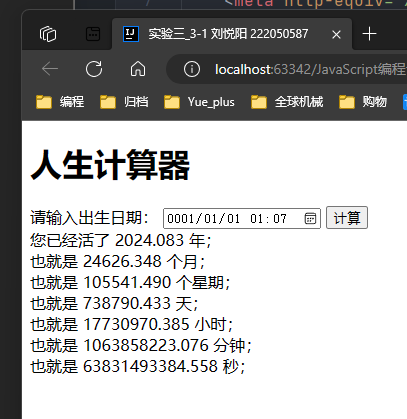 <meta http-equiv="
实验三_3-1 刘悦阳 222050587
localhost:63342/JavaScript编程
编程 归档 Yue_plus 全球机械 购物
人生计算器
请输入出生日期： 0001/01/01 01:07 计算
您已经活了 2024.083 年；
也就是 24626.348 个月；
也就是 105541.490 个星期；
也就是 738790.433 天；
也就是 17730970.385 小时；
也就是 1063858223.076 分钟；
也就是 63831493384.558 秒；